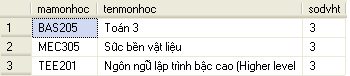 mamonhoc tenmonhoc sodvht
1 BAS205 Toán 3 3
2 MEC305 Sức bền vật liệu 3
3 TEE201 Ngôn ngữ lập trình bậc cao (Higher level 3